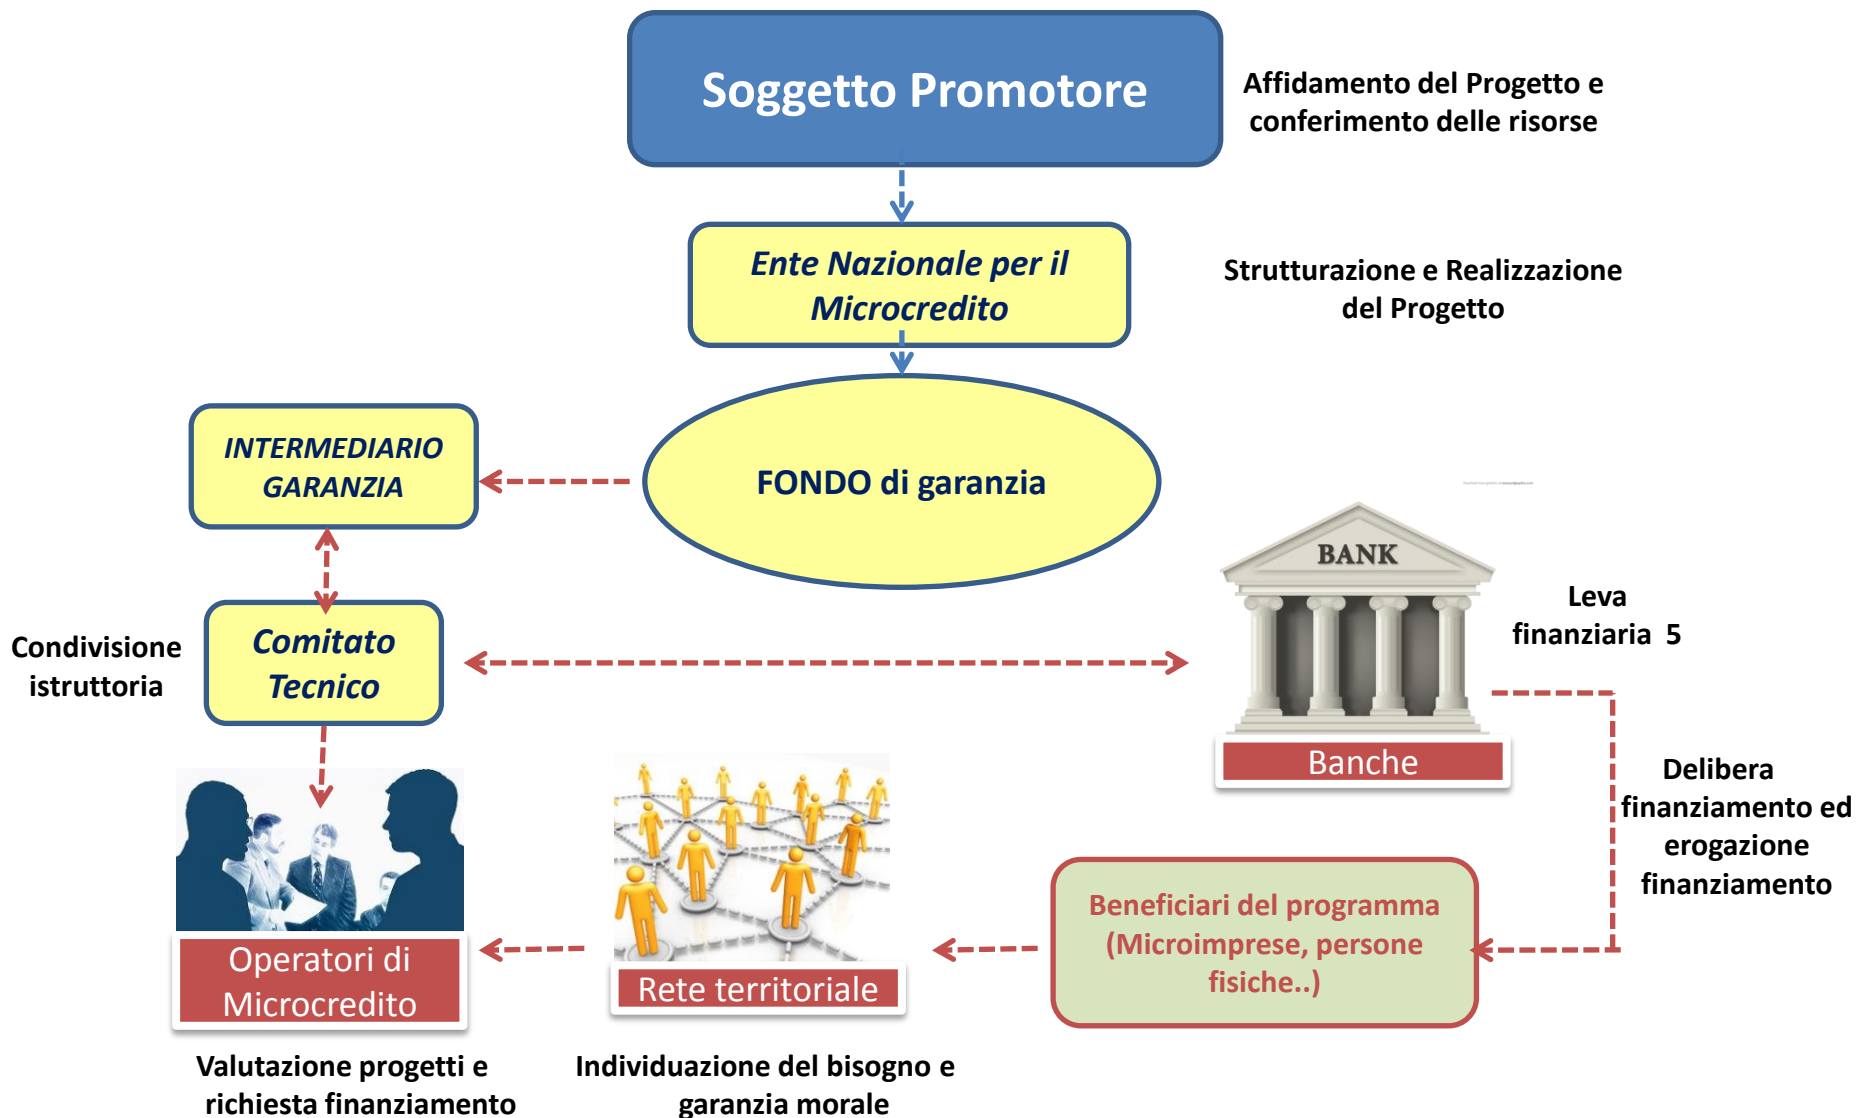 Soggetto Promotore
Affidamento del Progetto e
conferimento delle risorse
Ente Nazionale per il
Microcredito
Strutturazione e Realizzazione
del Progetto
INTERMEDIARIO
GARANZIA
FONDO di garanzia
BANK
Leva
finanziaria 5
Condivisione
istruttoria
Comitato
Tecnico
Banche
Delibera
finanziamento ed
erogazione
finanziamento
Beneficiari del programma
(Microimprese, persone
fisiche..)
Operatori di
Microcredito
Rete territoriale
Valutazione progetti e
richiesta finanziamento
Individuazione del bisogno e
garanzia morale